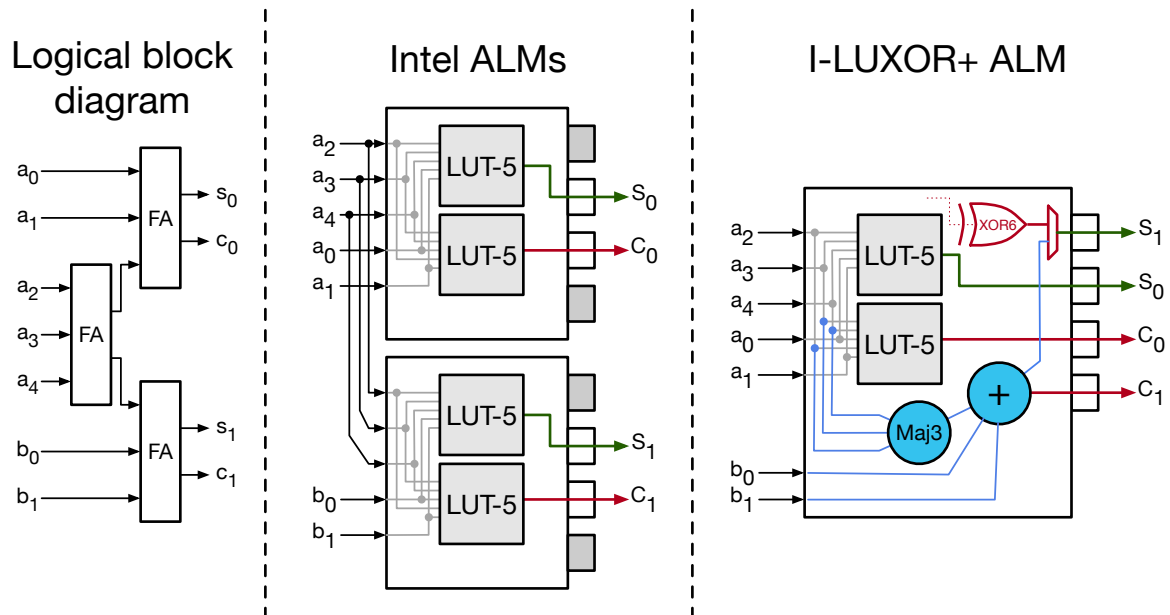 Logical block
diagram
a0
a1
FA
s0
c0
a2
a3
a4
FA
b0
b1
FA
s1
c1
Intel ALMs
a2
a3
a4
a0
a1
LUT-5
LUT-5
S0
C0
b0
b1
LUT-5
LUT-5
S1
C1
I-LUXOR+ ALM
a2
a3
a4
a0
a1
XOR6
LUT-5
LUT-5
Maj3
+
b0
b1
S1
S0
C0
C1